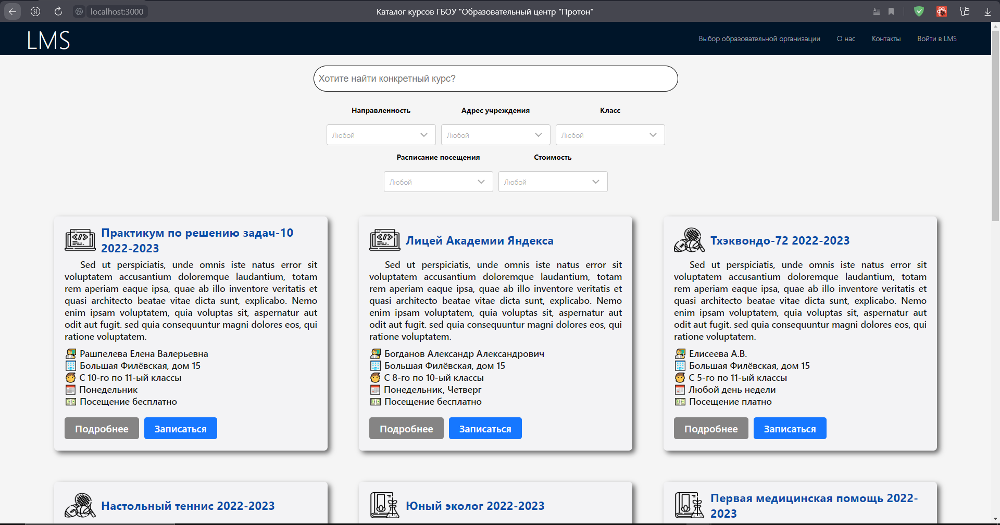 localhost:3000
Каталог курсов ГБОУ "Образовательный центр "Протон"
LMS
Выбор образовательной организации
О нас
Контакты
Войти в LMS
Хотите найти конкретный курс?
Направленность
Адрес учреждения
Класс
Любой
Любой
Любой
Расписание посещения
Стоимость
Любой
Любой
Практикум по решению задач-10
2022-2023
Sed ut perspiciatis, unde omnis iste natus error sit
voluptatem accusantium doloremque laudantium, totam
rem aperiam eaque ipsa, quae ab illo inventore veritatis et
quasi architecto beatae vitae dicta sunt, explicabo. Nemo
enim ipsam voluptatem, quia voluptas sit, aspernatur aut
odit aut fugit. sed quia consequuntur magni dolores eos, qui
ratione voluptatem.
Рашпелева Елена Валерьевна
Большая Филёвская, дом 15
С 10-го по 11-ый классы
Понедельник
Посещение бесплатно
Подробнее
Записаться
Лицей Академии Яндекса
Sed ut perspiciatis, unde omnis iste natus error sit
voluptatem accusantium doloremque laudantium, totam
rem aperiam eaque ipsa, quae ab illo inventore veritatis et
quasi architecto beatae vitae dicta sunt, explicabo. Nemo
enim ipsam voluptatem, quia voluptas sit, aspernatur aut
odit aut fugit. sed quia consequuntur magni dolores eos, qui
ratione voluptatem.
Богданов Александр Александрович
Большая Филёвская, дом 15
С 8-го по 10-ый классы
Понедельник, Четверг
Посещение бесплатно
Подробнее
Записаться
Тхэквондо-72 2022-2023
Sed ut perspiciatis, unde omnis iste natus error sit
voluptatem accusantium doloremque laudantium, totam
rem aperiam eaque ipsa, quae ab illo inventore veritatis et
quasi architecto beatae vitae dicta sunt, explicabo. Nemo
enim ipsam voluptatem, quia voluptas sit, aspernatur aut
odit aut fugit. sed quia consequuntur magni dolores eos, qui
ratione voluptatem.
Елисеева А.В.
Большая Филёвская, дом 15
С 5-го по 11-ый классы
Любой день недели
Посещение платно
Подробнее
Записаться
Настольный теннис 2022-2023
Юный эколог 2022-2023
Первая медицинская помощь 2022-
2023